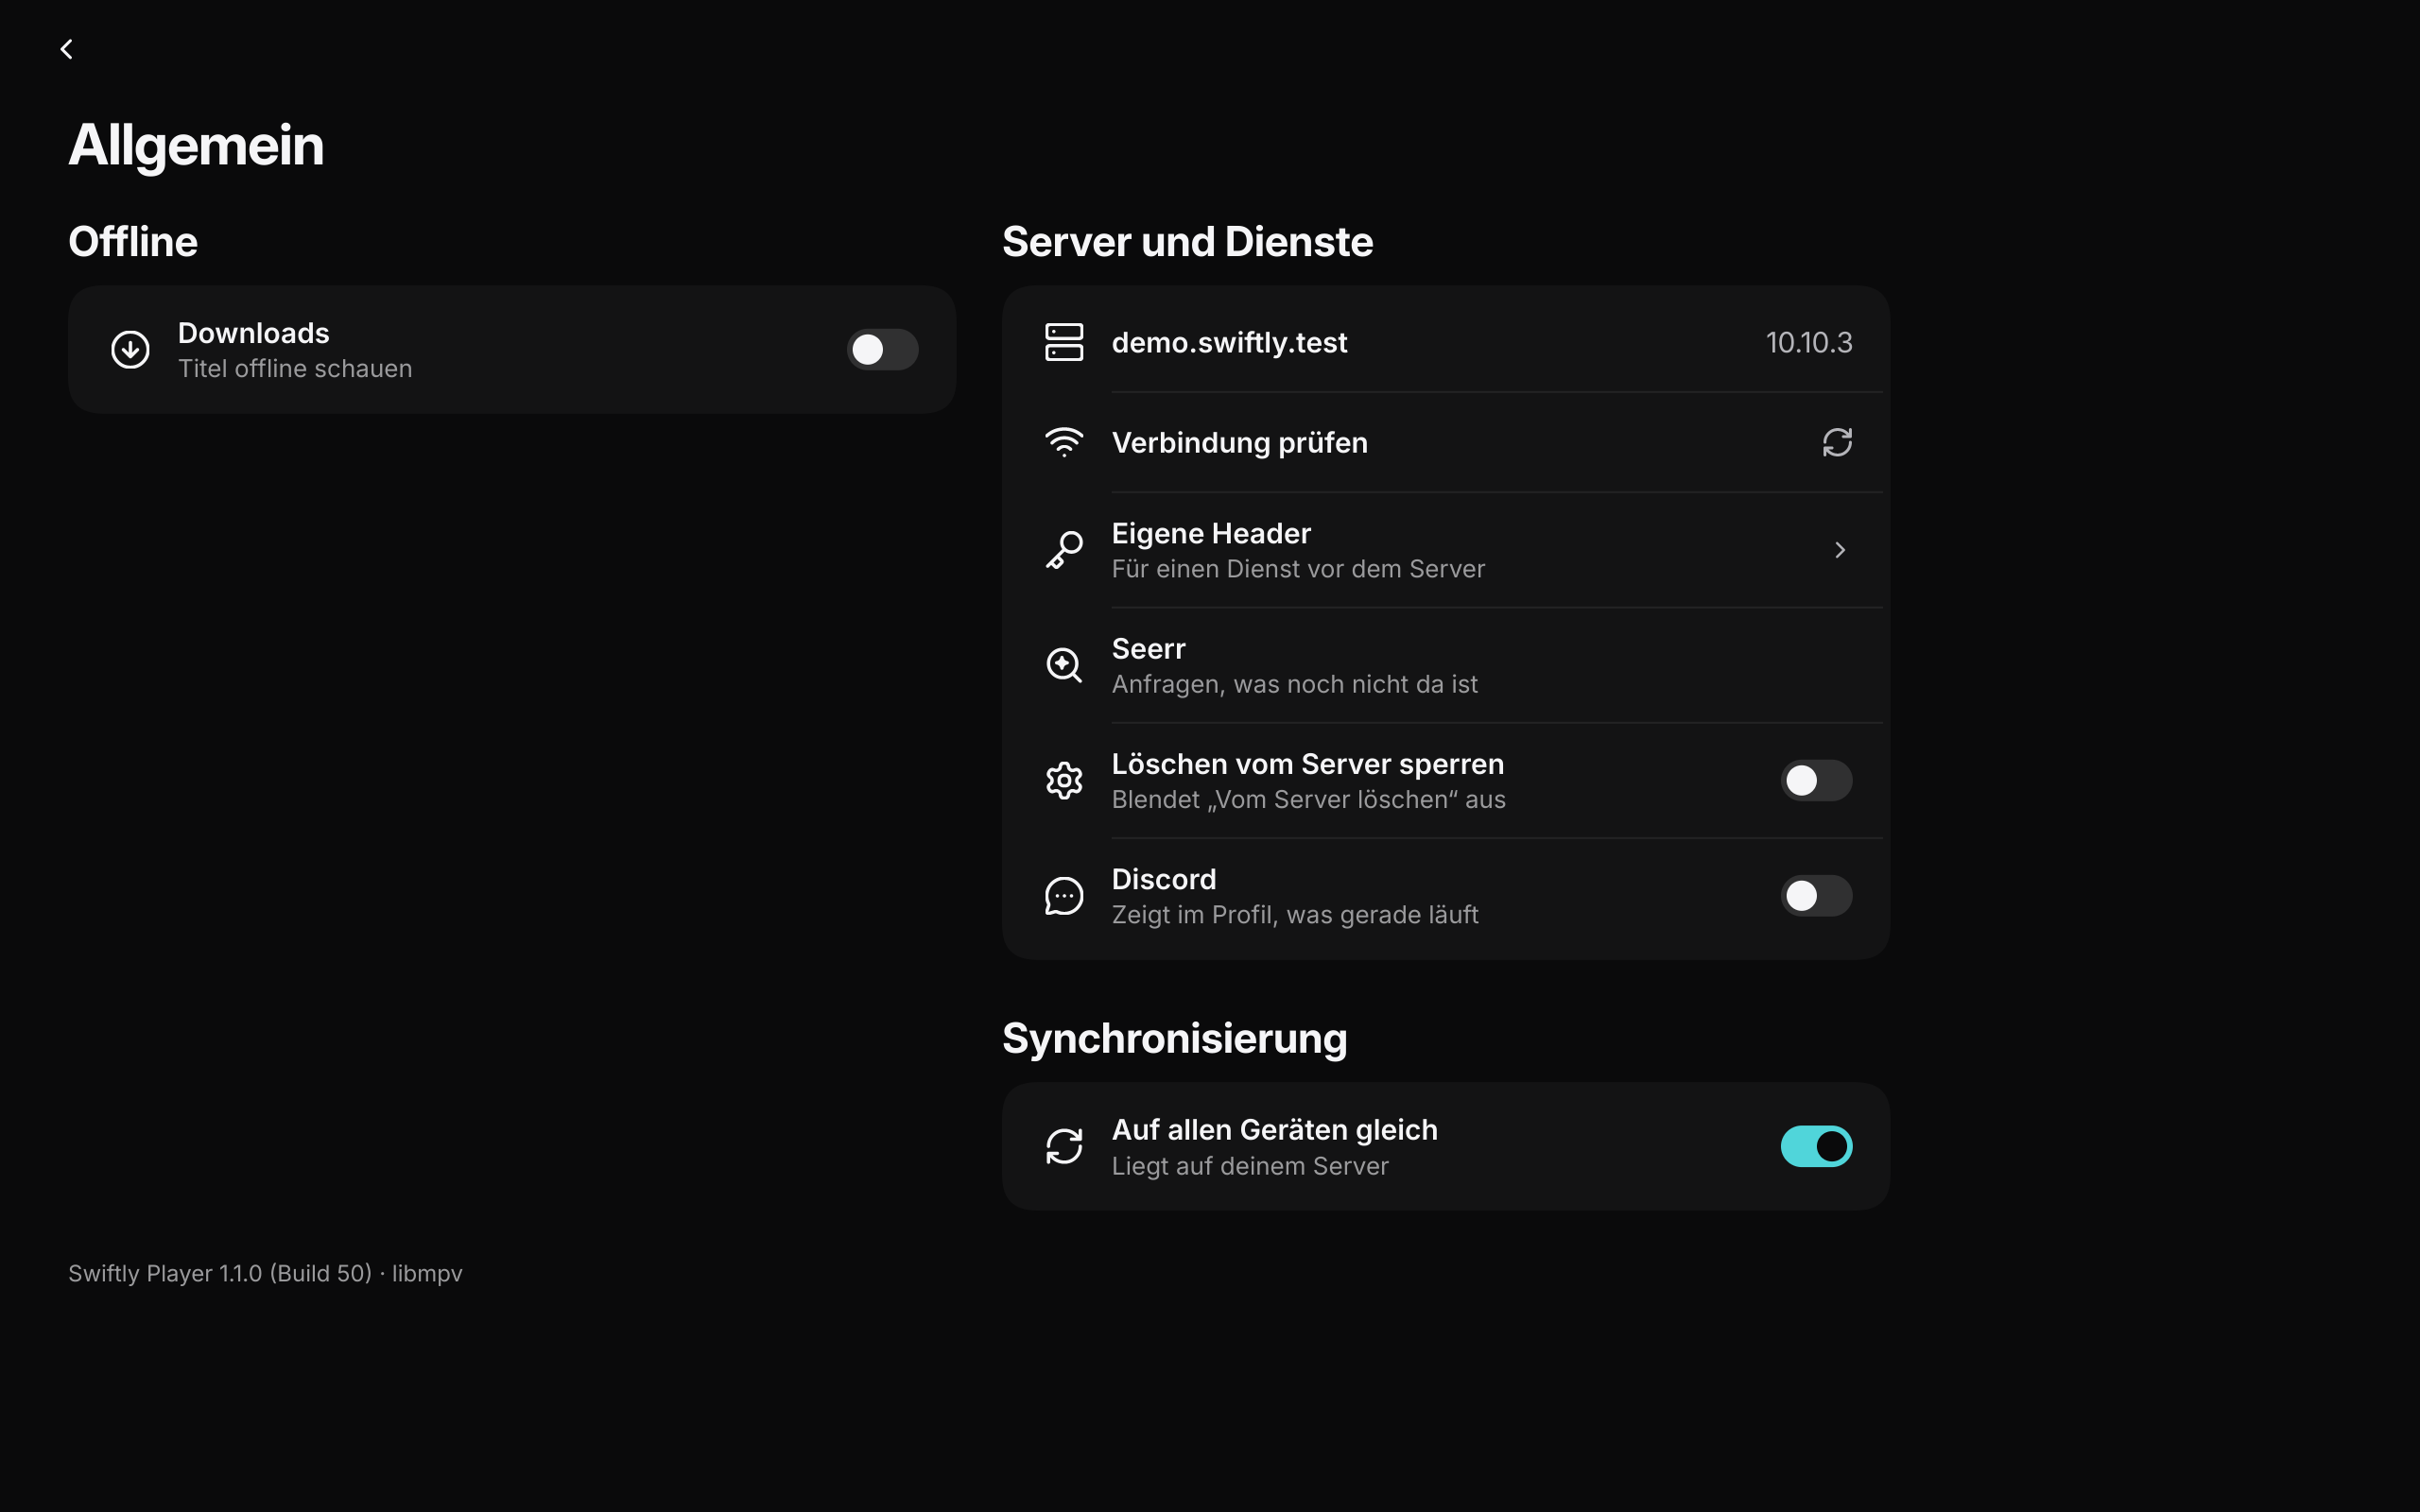 Allgemein
Offline
Downloads
Titel offline schauen
Server und Dienste
demo.swiftly.test
10.10.3
Verbindung prüfen
Eigene Header
Für einen Dienst vor dem Server
Seerr
Anfragen, was noch nicht da ist
Löschen vom Server sperren
Blendet „Vom Server löschen“ aus
Discord
Zeigt im Profil, was gerade läuft
Synchronisierung
Auf allen Geräten gleich
Liegt auf deinem Server
Swiftly Player 1.1.0 (Build 50) · libmpv